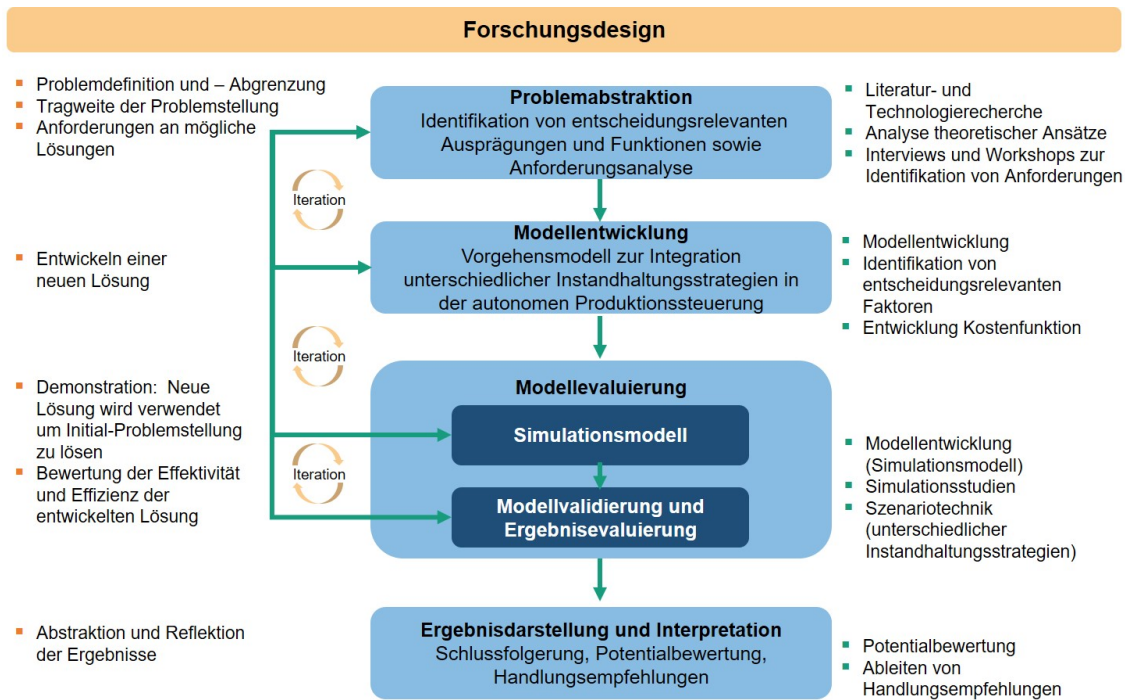 Forschungsdesign
Problemdefinition und – Abgrenzung
Tragweite der Problemstellung
Anforderungen an mögliche
Lösungen
Problemabstraktion
Identifikation von entscheidungsrelevanten
Ausprägungen und Funktionen sowie
Anforderungsanalyse
Literatur- und
Technologierecherche
Analyse theoretischer Ansätze
Interviews und Workshops zur
Identifikation von Anforderungen
Iteration
Entwickeln einer
neuen Lösung
Modellentwicklung
Vorgehensmodell zur Integration
unterschiedlicher Instandhaltungsstrategien in
der autonomen Produktionssteuerung
Modellentwicklung
Identifikation von
entscheidungsrelevanten
Faktoren
Entwicklung Kostenfunktion
Iteration
Demonstration: Neue
Lösung wird verwendet
um Initial-Problemstellung
zu lösen
Bewertung der Effektivität
und Effizienz der
entwickelten Lösung
Iteration
Modellevaluierung
Simulationsmodell
Modellvalidierung und
Ergebnisevaluierung
Modellentwicklung
(Simulationsmodell)
Simulationsstudien
Szenariotechnik
(unterschiedlicher
Instandhaltungsstrategien)
Abstraktion und Reflektion
der Ergebnisse
Ergebnisdarstellung und Interpretation
Schlussfolgerung, Potentialbewertung,
Handlungsempfehlungen
Potentialbewertung
Ableiten von
Handlungsempfehlungen